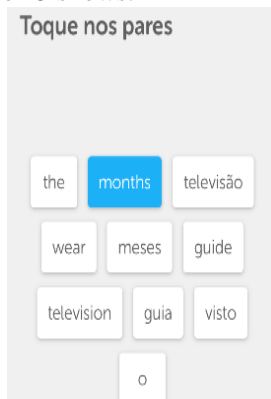 Toque nos pares
the months televisão
wear meses guide
television guia visto
o